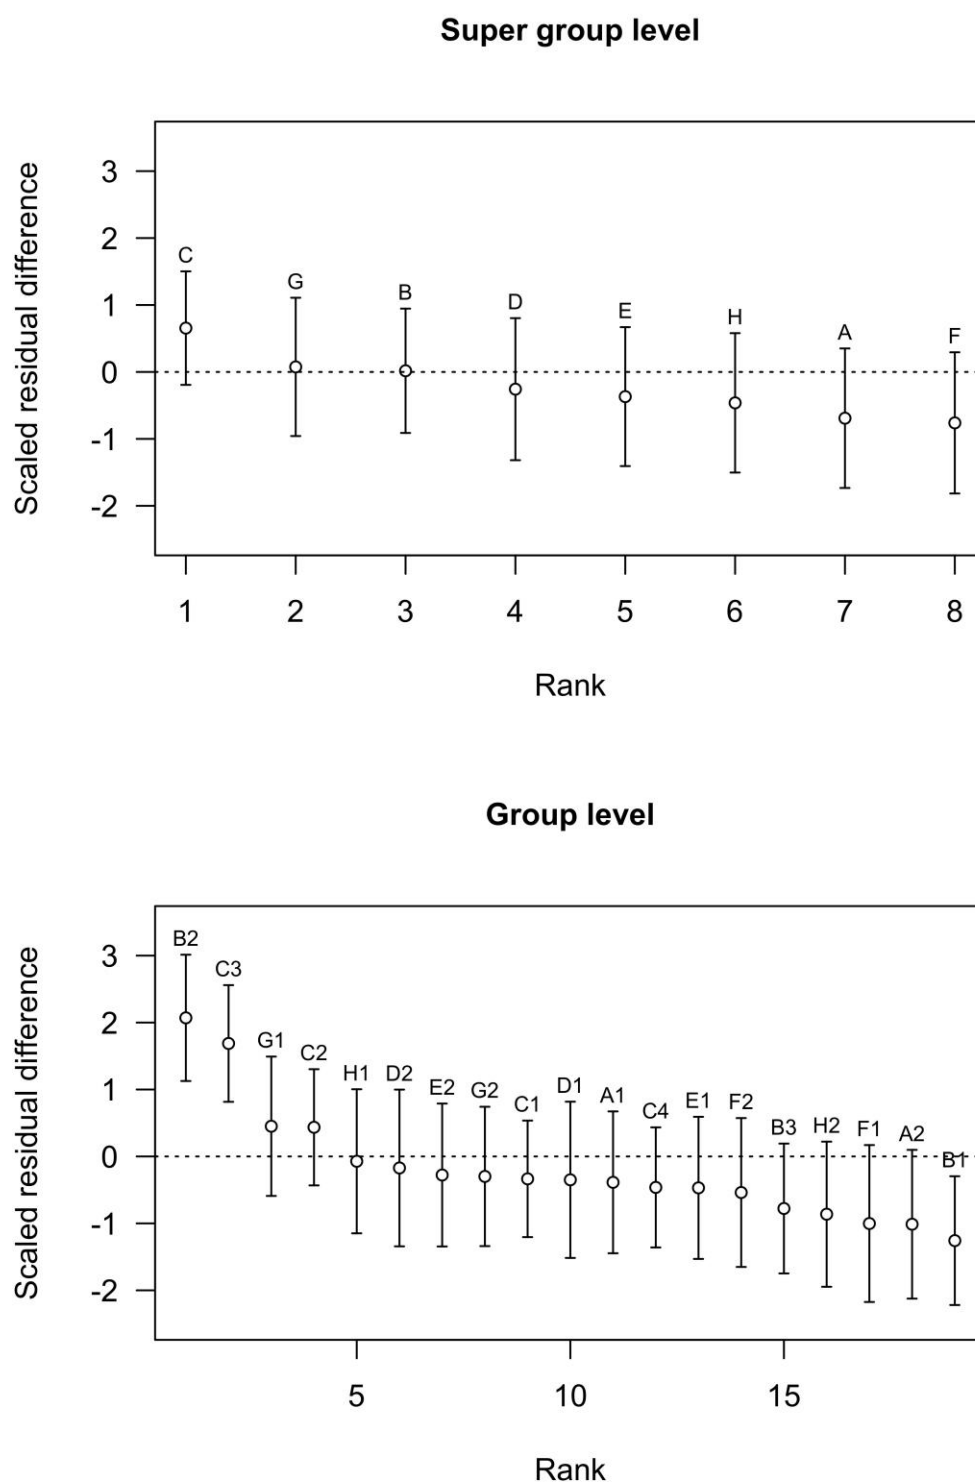 Super group level
Scaled residual difference
3
2
1
0
-1
-2
C
G
B
D
E
H
A
F
1 2 3 4 5 6 7 8
Rank
Group level
Scaled residual difference
3
2
1
0
-1
-2
B2
C3
G1
C2
H1
D2
E2
G2
C1
D1
A1
C4
E1
F2
B3
H2
F1
A2
B1
5 10 15
Rank